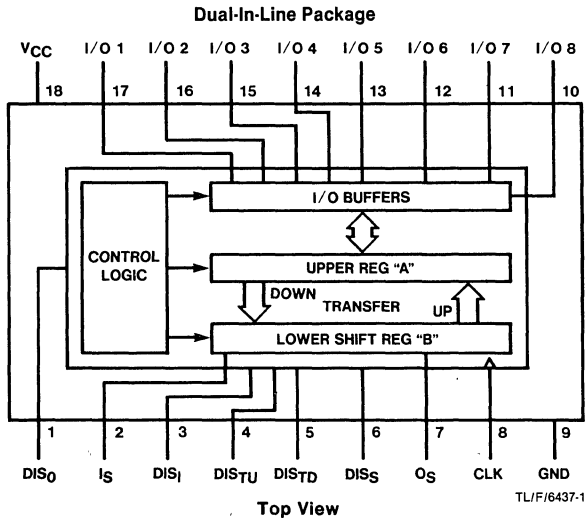 Dual-In-Line Package
VCC I/O 1 I/O 2 I/O 3 I/O 4 I/O 5 I/O 6 I/O 7 I/O 8
18 17 16 15 14 13 12 11 10
I/O BUFFERS
CONTROL
LOGIC
UPPER REG “A”
DOWN
TRANSFER
UP
LOWER SHIFT REG “B”
1 2 3 4 5 6 7 8 9
DISO IS DISI DISTU DISTD DISS OS CLK GND
TL/F/6437-1
Top View